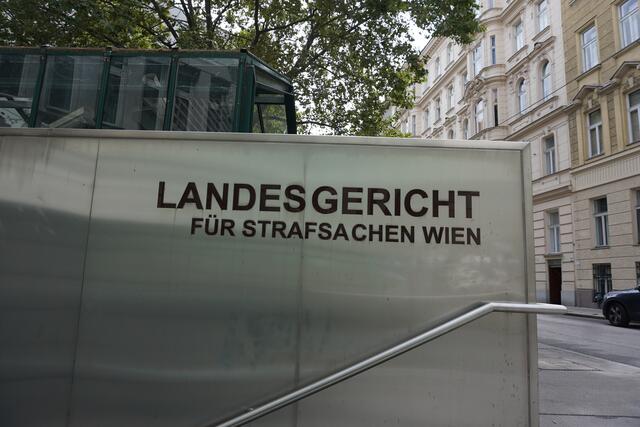 LANDESGERICHT
FÜR STRAFSACHEN WIEN